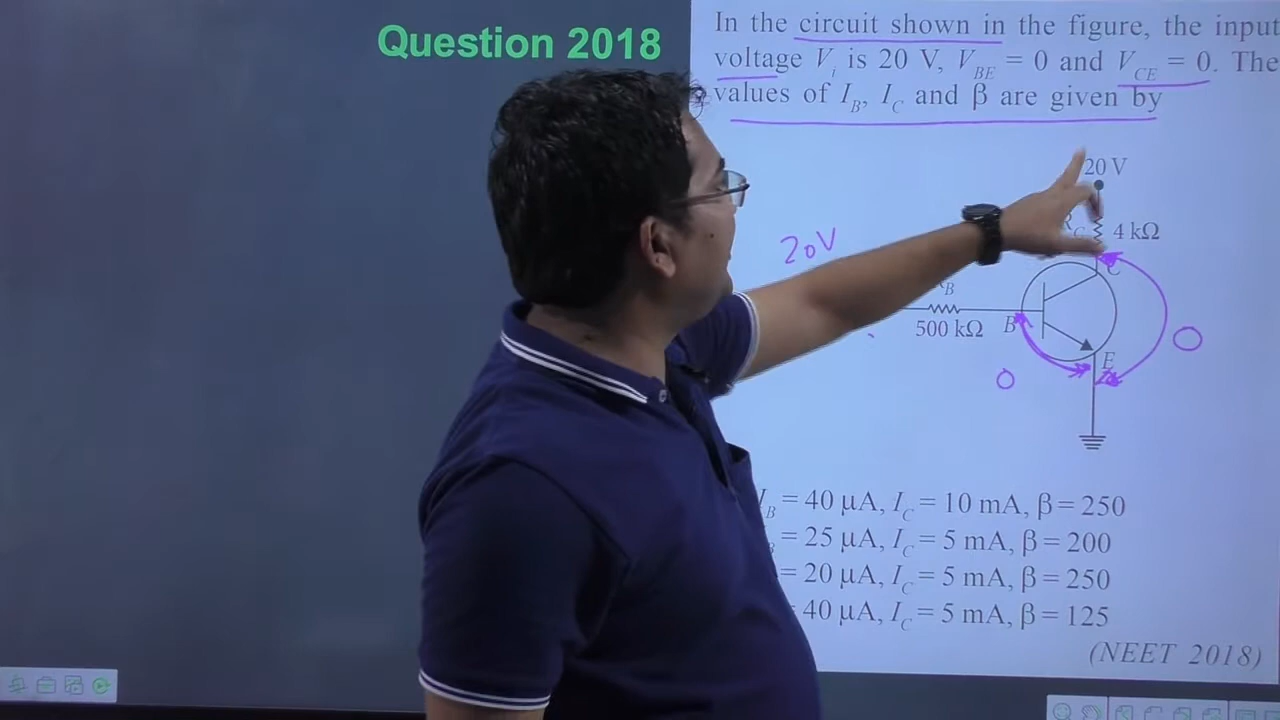 Question 2018
In the circuit shown in the figure, the input
voltage V_i is 20 V, V_BE = 0 and V_CE = 0. The
values of I_B, I_C and β are given by
20 V
R_C
4 kΩ
20V
C
B
500 kΩ
B
E
0
0
I_B = 40 μA, I_C = 10 mA, β = 250
= 25 μA, I_C = 5 mA, β = 200
= 20 μA, I_C = 5 mA, β = 250
40 μA, I_C = 5 mA, β = 125
(NEET 2018)